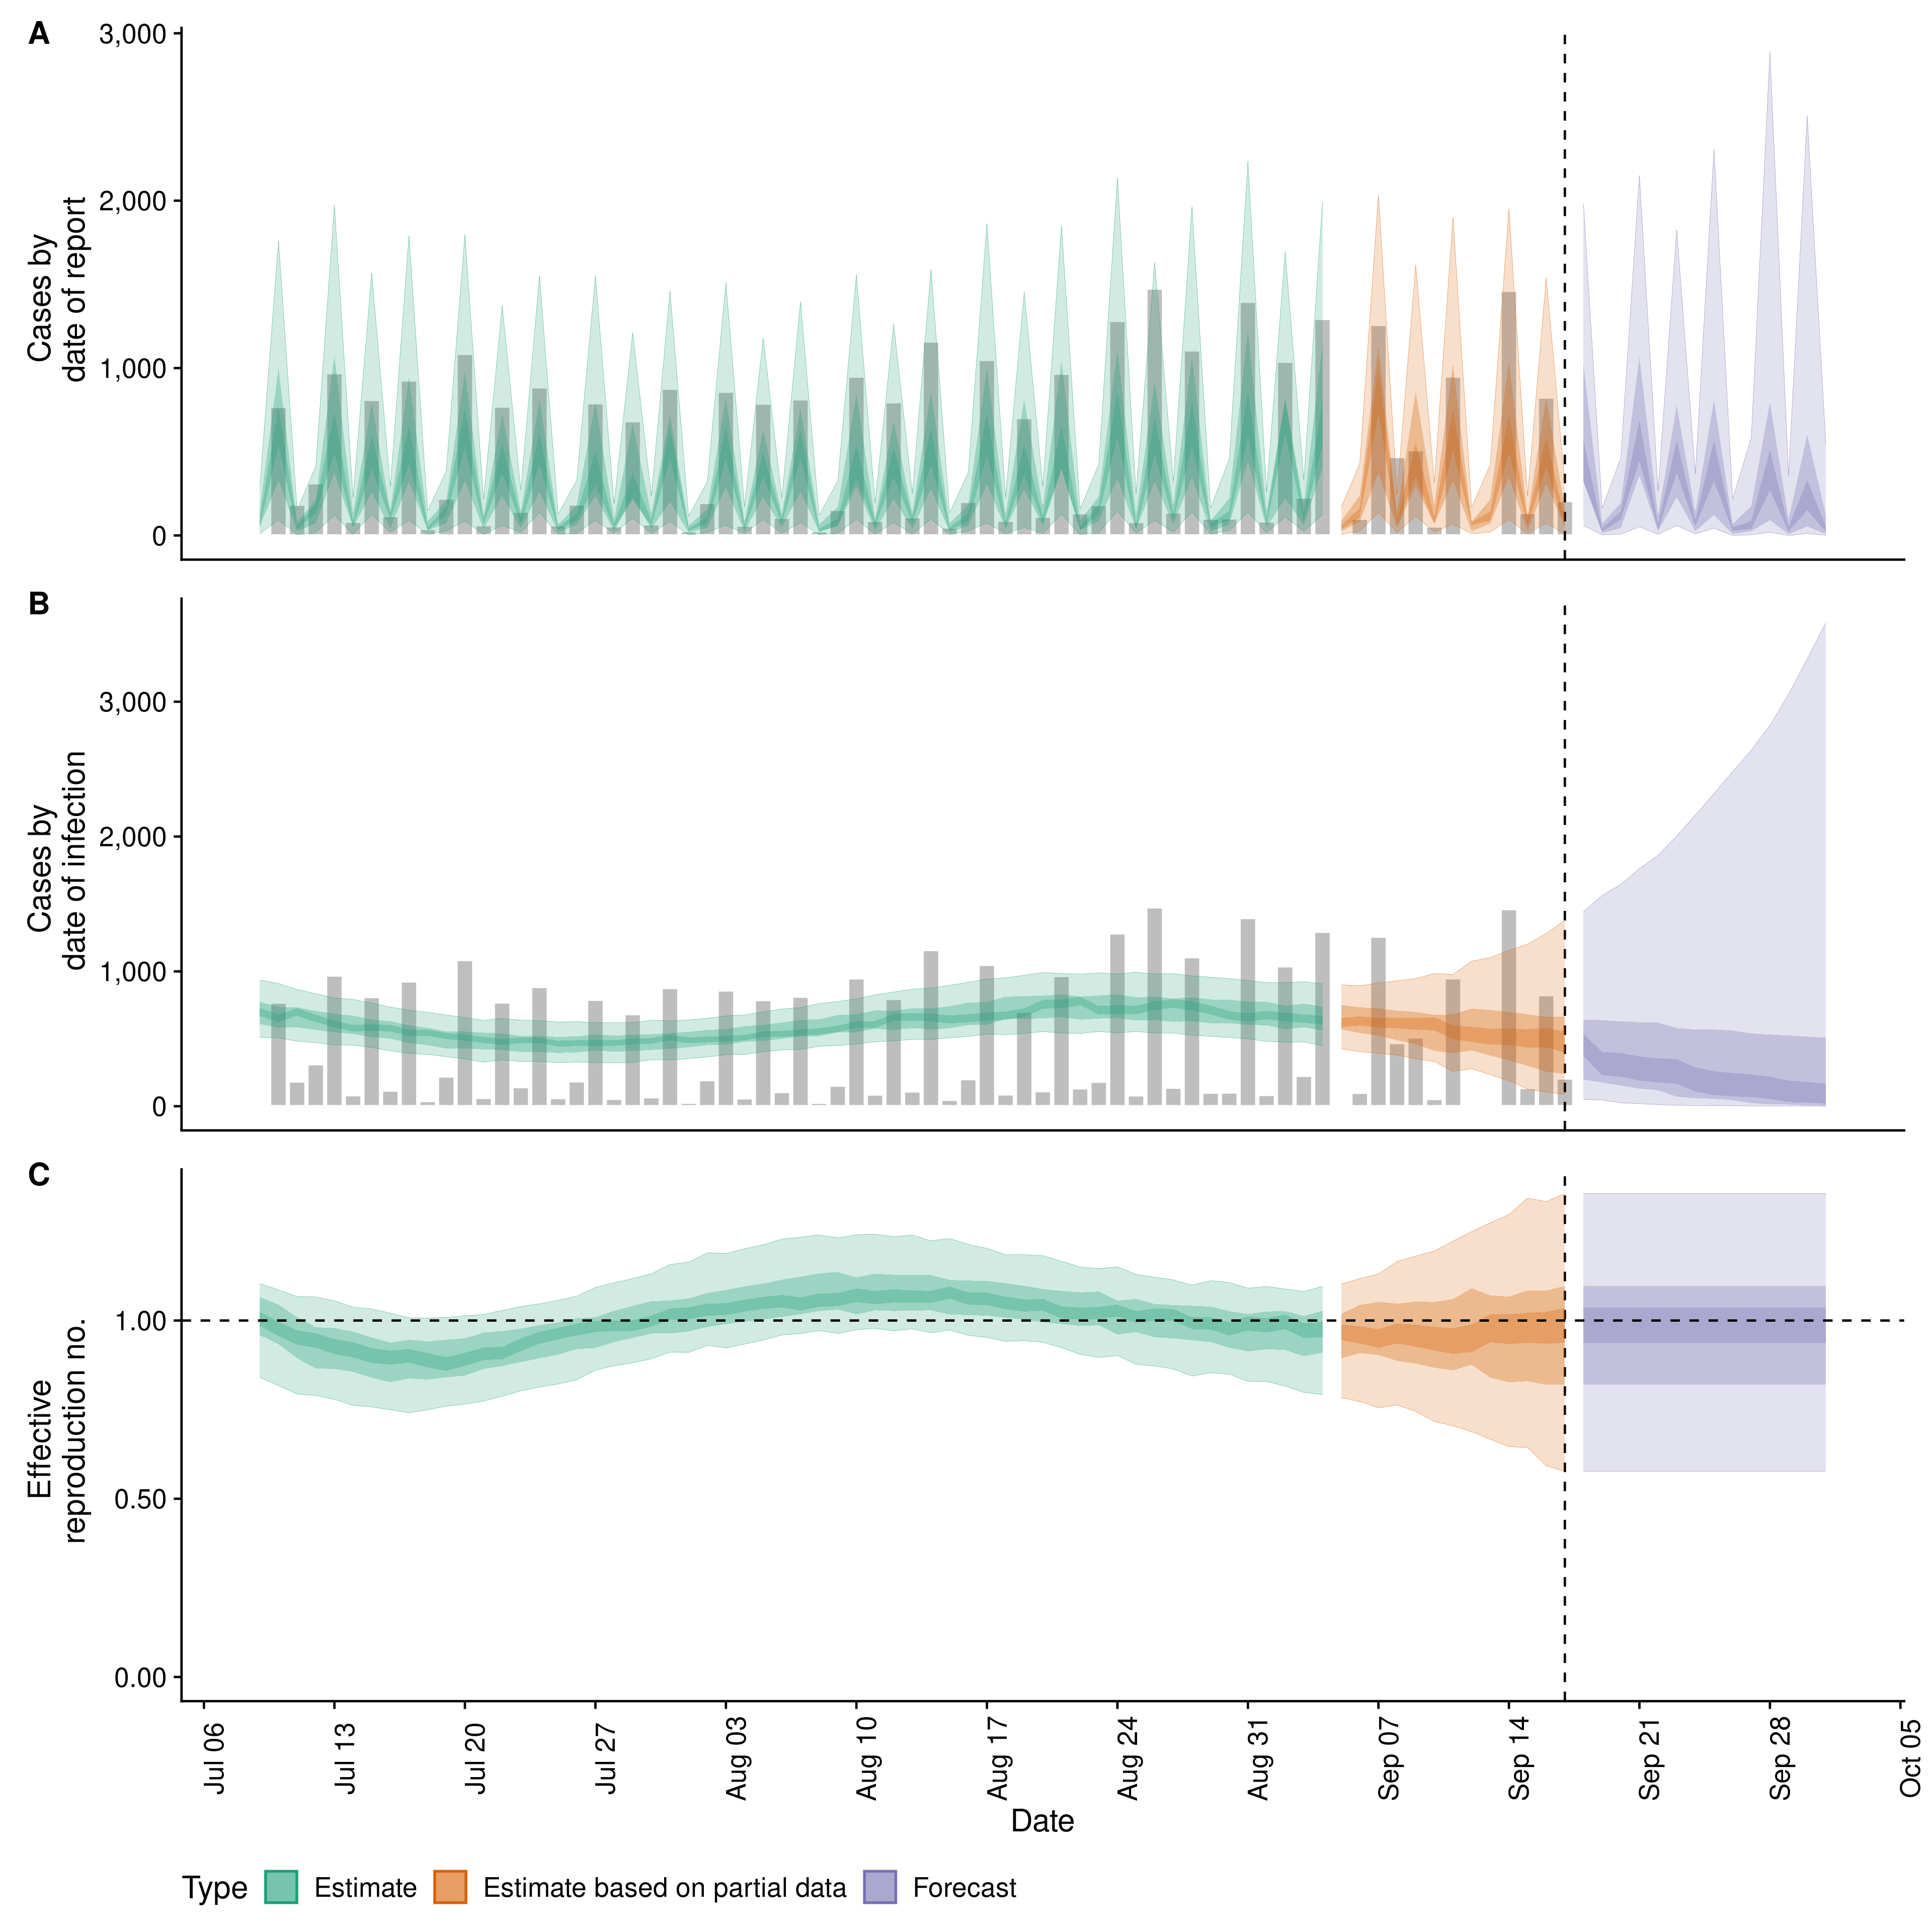 A
3,000
2,000
1,000
0
Cases by
date of report
B
3,000
2,000
1,000
0
Cases by
date of infection
C
1.00
0.50
0.00
Effective
reproduction no.
Jul 06
Jul 13
Jul 20
Jul 27
Aug 03
Aug 10
Aug 17
Aug 24
Aug 31
Sep 07
Sep 14
Sep 21
Sep 28
Oct 05
Date
Type Estimate Estimate based on partial data Forecast